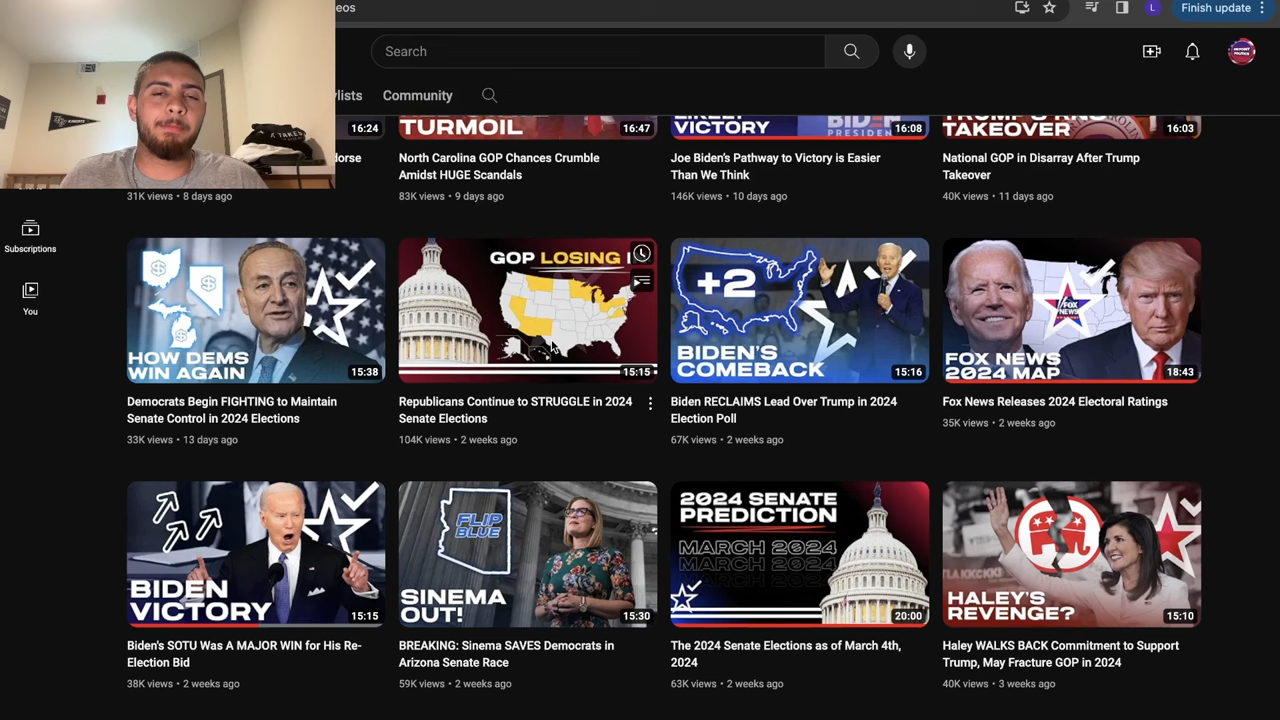 eos
Finish update
L
Search
lists
Community
16:24
TURMOIL
16:47
VICTORY
BIDEN
PRESIDEN
16:08
TAKEOVER
16:03
orse
31K views • 8 days ago
North Carolina GOP Chances Crumble
Amidst HUGE Scandals
83K views • 9 days ago
Joe Biden's Pathway to Victory is Easier
Than We Think
146K views • 10 days ago
National GOP in Disarray After Trump
Takeover
40K views • 11 days ago
Subscriptions
You
HOW DEMS
WIN AGAIN
15:38
GOP LOSING
15:15
+2
BIDEN'S
COMEBACK
15:16
FOX
NEWS
FOX NEWS
2024 MAP
18:43
Democrats Begin FIGHTING to Maintain
Senate Control in 2024 Elections
33K views • 13 days ago
Republicans Continue to STRUGGLE in 2024
Senate Elections
104K views • 2 weeks ago
Biden RECLAIMS Lead Over Trump in 2024
Election Poll
67K views • 2 weeks ago
Fox News Releases 2024 Electoral Ratings
35K views • 2 weeks ago
BIDEN
VICTORY
15:15
FLIP
BLUE
SINEMA
OUT!
15:30
2024 SENATE
PREDICTION
MARCH 2024
MARCH 2024
MARCH 2024
20:00
HALEY'S
REVENGE?
15:10
Biden's SOTU Was A MAJOR WIN for His Re-
Election Bid
38K views • 2 weeks ago
BREAKING: Sinema SAVES Democrats in
Arizona Senate Race
59K views • 2 weeks ago
The 2024 Senate Elections as of March 4th,
2024
63K views • 2 weeks ago
Haley WALKS BACK Commitment to Support
Trump, May Fracture GOP in 2024
40K views • 3 weeks ago